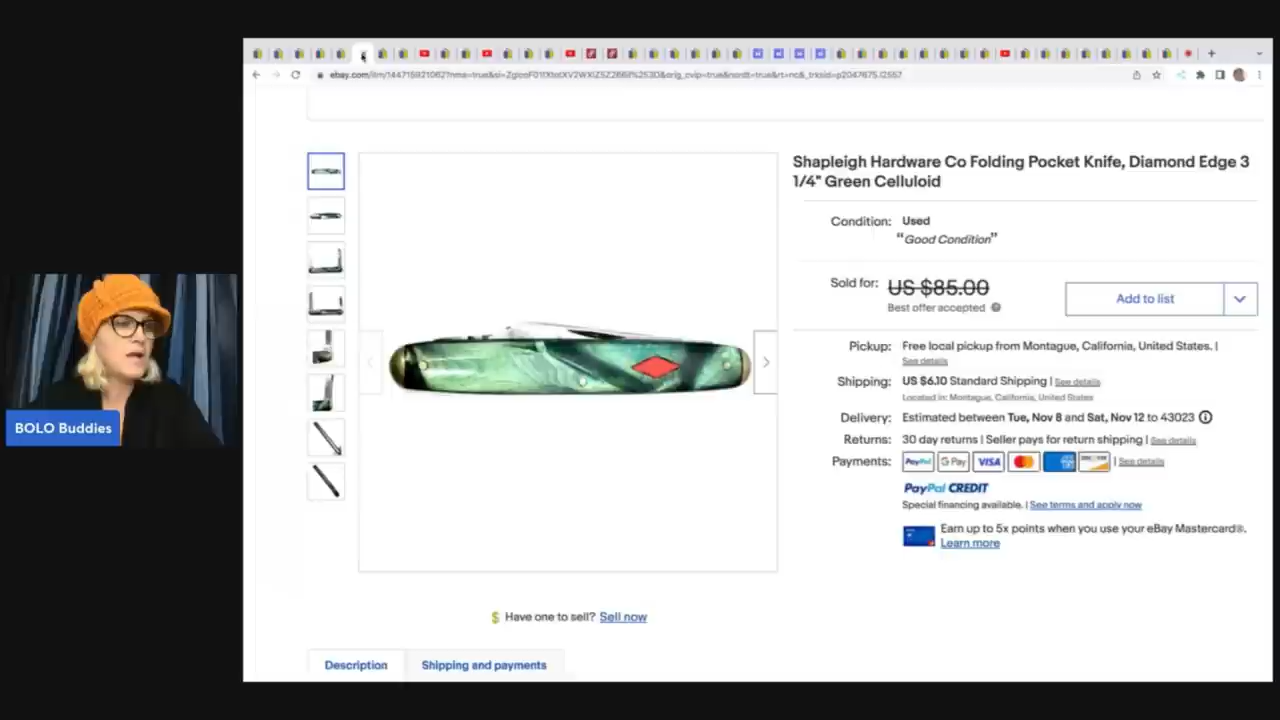 Shapleigh Hardware Co Folding Pocket Knife, Diamond Edge 3
1/4" Green Celluloid
Condition: Used
"Good Condition"
Sold for: US $85.00
Best offer accepted
Add to list
Pickup: Free local pickup from Montague, California, United States. |
See details
Shipping: US $6.10 Standard Shipping | See details
Located in: Montague, California, United States
Delivery: Estimated between Tue, Nov 8 and Sat, Nov 12 to 43023
Returns: 30 day returns | Seller pays for return shipping | See details
Payments: PayPal G Pay VISA | See details
PayPal CREDIT
Special financing available. | See terms and apply now
Earn up to 5x points when you use your eBay Mastercard®.
Learn more
BOLO Buddies
$ Have one to sell? Sell now
Description Shipping and payments